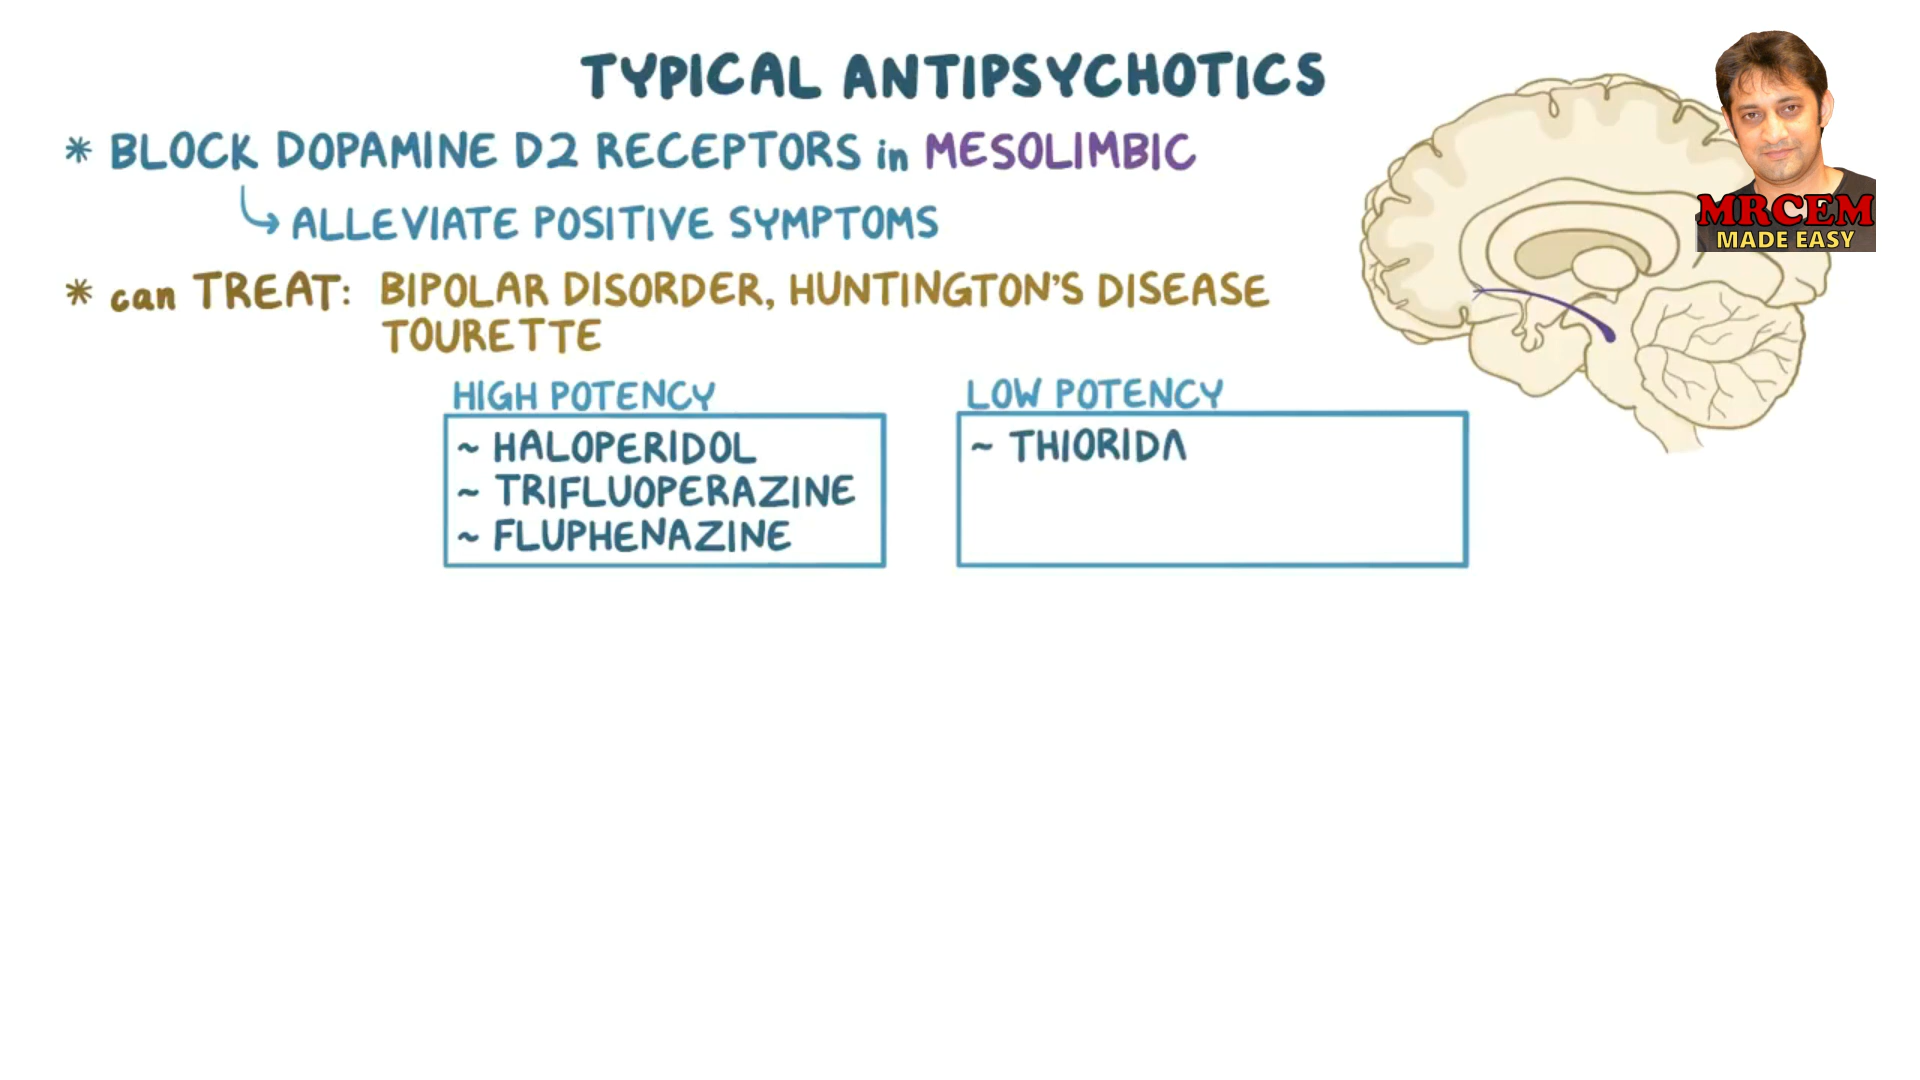 TYPICAL ANTIPSYCHOTICS
* BLOCK DOPAMINE D2 RECEPTORS in MESOLIMBIC
ALLEVIATE POSITIVE SYMPTOMS
* can TREAT: BIPOLAR DISORDER, HUNTINGTON'S DISEASE
TOURETTE
HIGH POTENCY
~ HALOPERIDOL
~ TRIFLUOPERAZINE
~ FLUPHENAZINE
LOW POTENCY
~ THIORIDA
MRCEM
MADE EASY